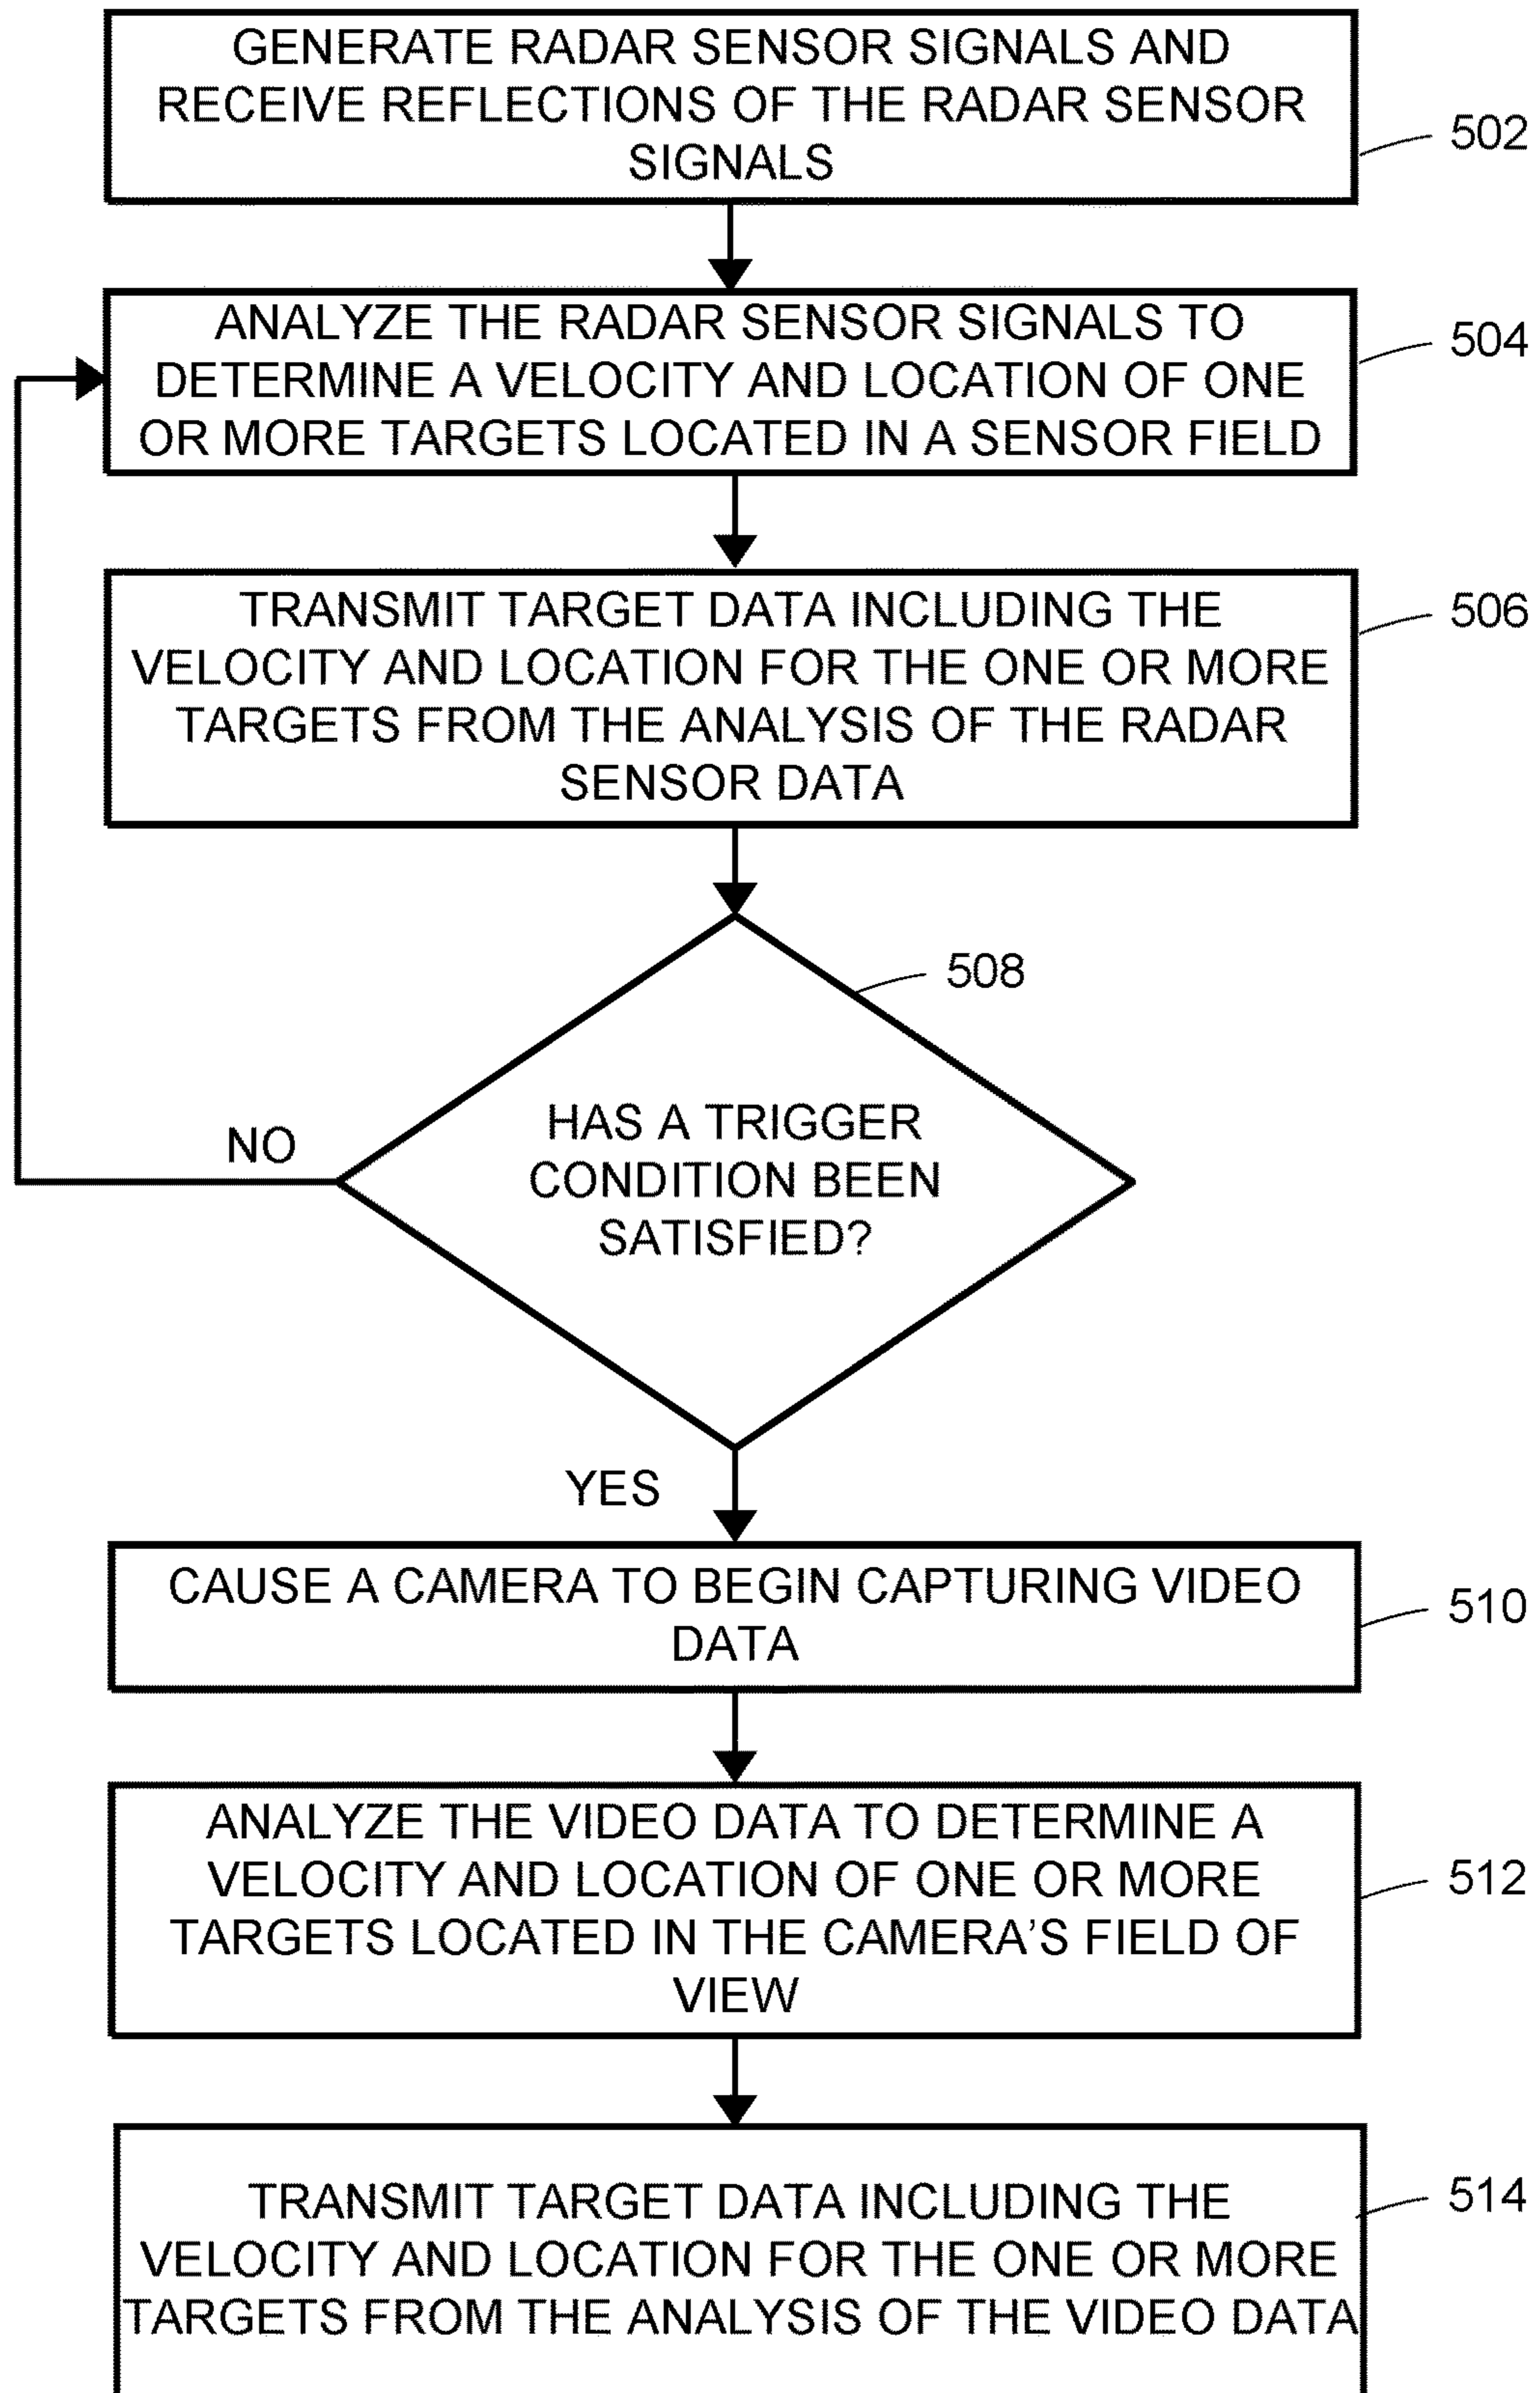 GENERATE RADAR SENSOR SIGNALS AND
RECEIVE REFLECTIONS OF THE RADAR SENSOR
SIGNALS
502
ANALYZE THE RADAR SENSOR SIGNALS TO
DETERMINE A VELOCITY AND LOCATION OF ONE
OR MORE TARGETS LOCATED IN A SENSOR FIELD
504
TRANSMIT TARGET DATA INCLUDING THE
VELOCITY AND LOCATION FOR THE ONE OR MORE
TARGETS FROM THE ANALYSIS OF THE RADAR
SENSOR DATA
506
508
HAS A TRIGGER
CONDITION BEEN
SATISFIED?
NO
YES
CAUSE A CAMERA TO BEGIN CAPTURING VIDEO
DATA
510
ANALYZE THE VIDEO DATA TO DETERMINE A
VELOCITY AND LOCATION OF ONE OR MORE
TARGETS LOCATED IN THE CAMERA’S FIELD OF
VIEW
512
TRANSMIT TARGET DATA INCLUDING THE
VELOCITY AND LOCATION FOR THE ONE OR MORE
TARGETS FROM THE ANALYSIS OF THE VIDEO DATA
514